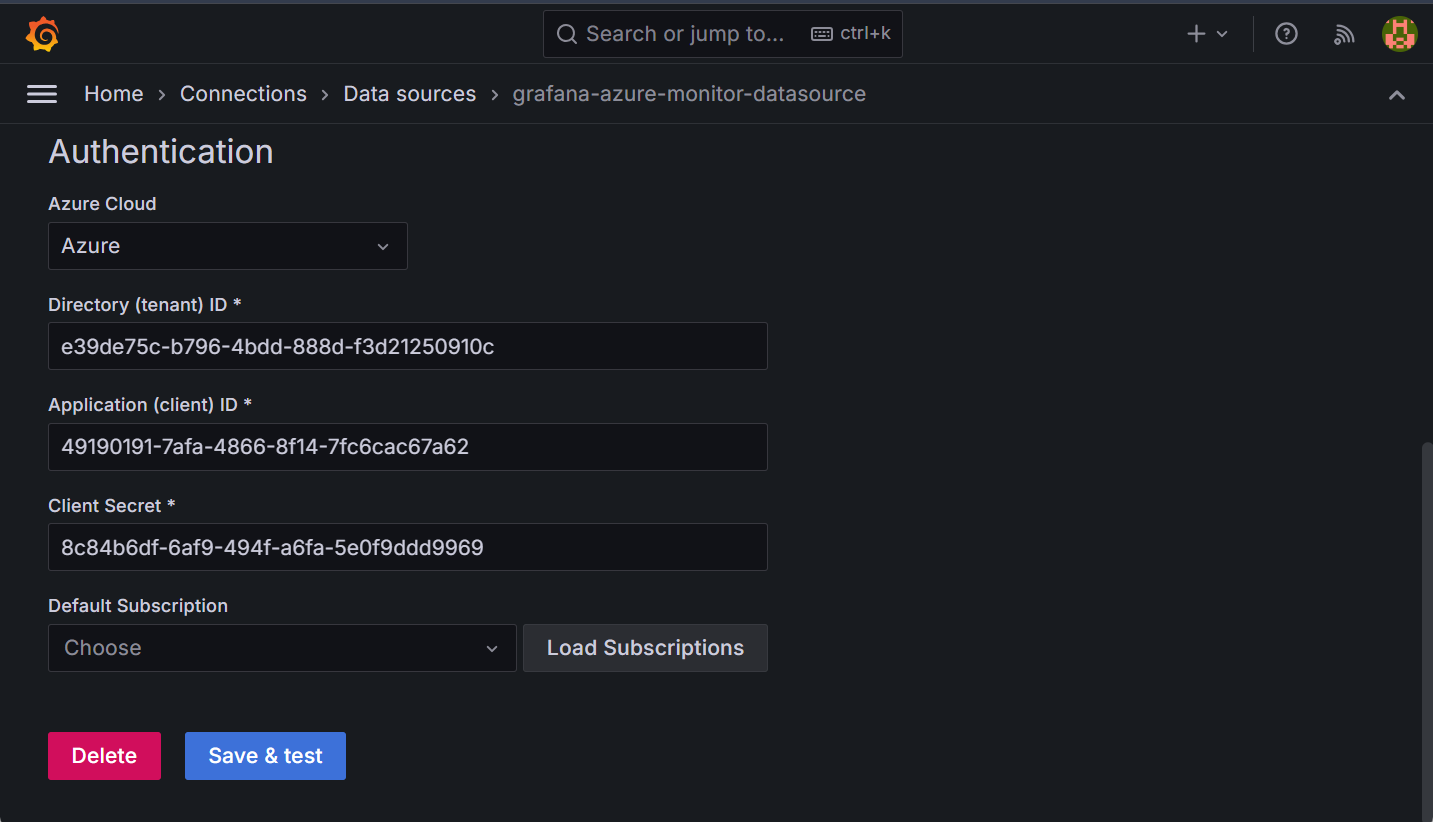 Search or jump to... ctrl+k
Home › Connections › Data sources › grafana-azure-monitor-datasource
Authentication
Azure Cloud
Azure
Directory (tenant) ID *
e39de75c-b796-4bdd-888d-f3d21250910c
Application (client) ID *
49190191-7afa-4866-8f14-7fc6cac67a62
Client Secret *
8c84b6df-6af9-494f-a6fa-5e0f9ddd9969
Default Subscription
Choose Load Subscriptions
Delete Save & test